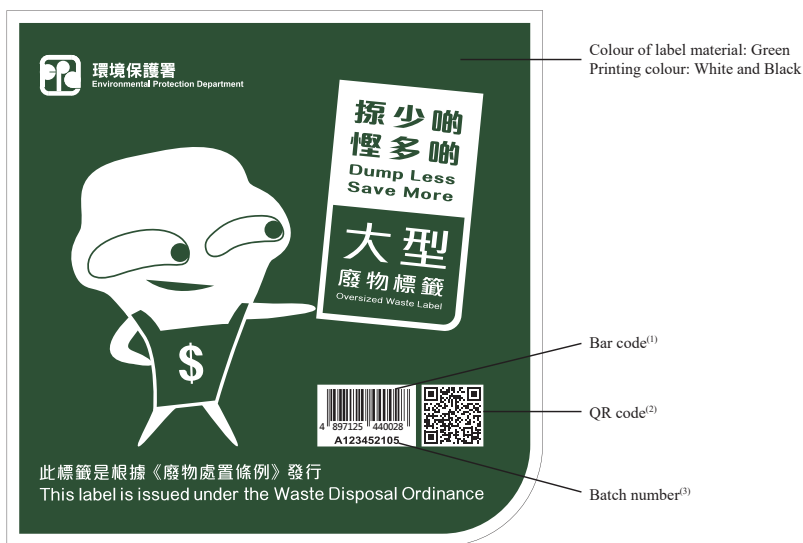 環境保護署
Environmental Protection Department
揼少啲
慳多啲
Dump Less
Save More
大型
廢物標籤
Oversized Waste Label
$
4 897125 440028
A123452105
此標籤是根據《廢物處置條例》發行
This label is issued under the Waste Disposal Ordinance
Colour of label material: Green
Printing colour: White and Black
Bar code(1)
QR code(2)
Batch number(3)